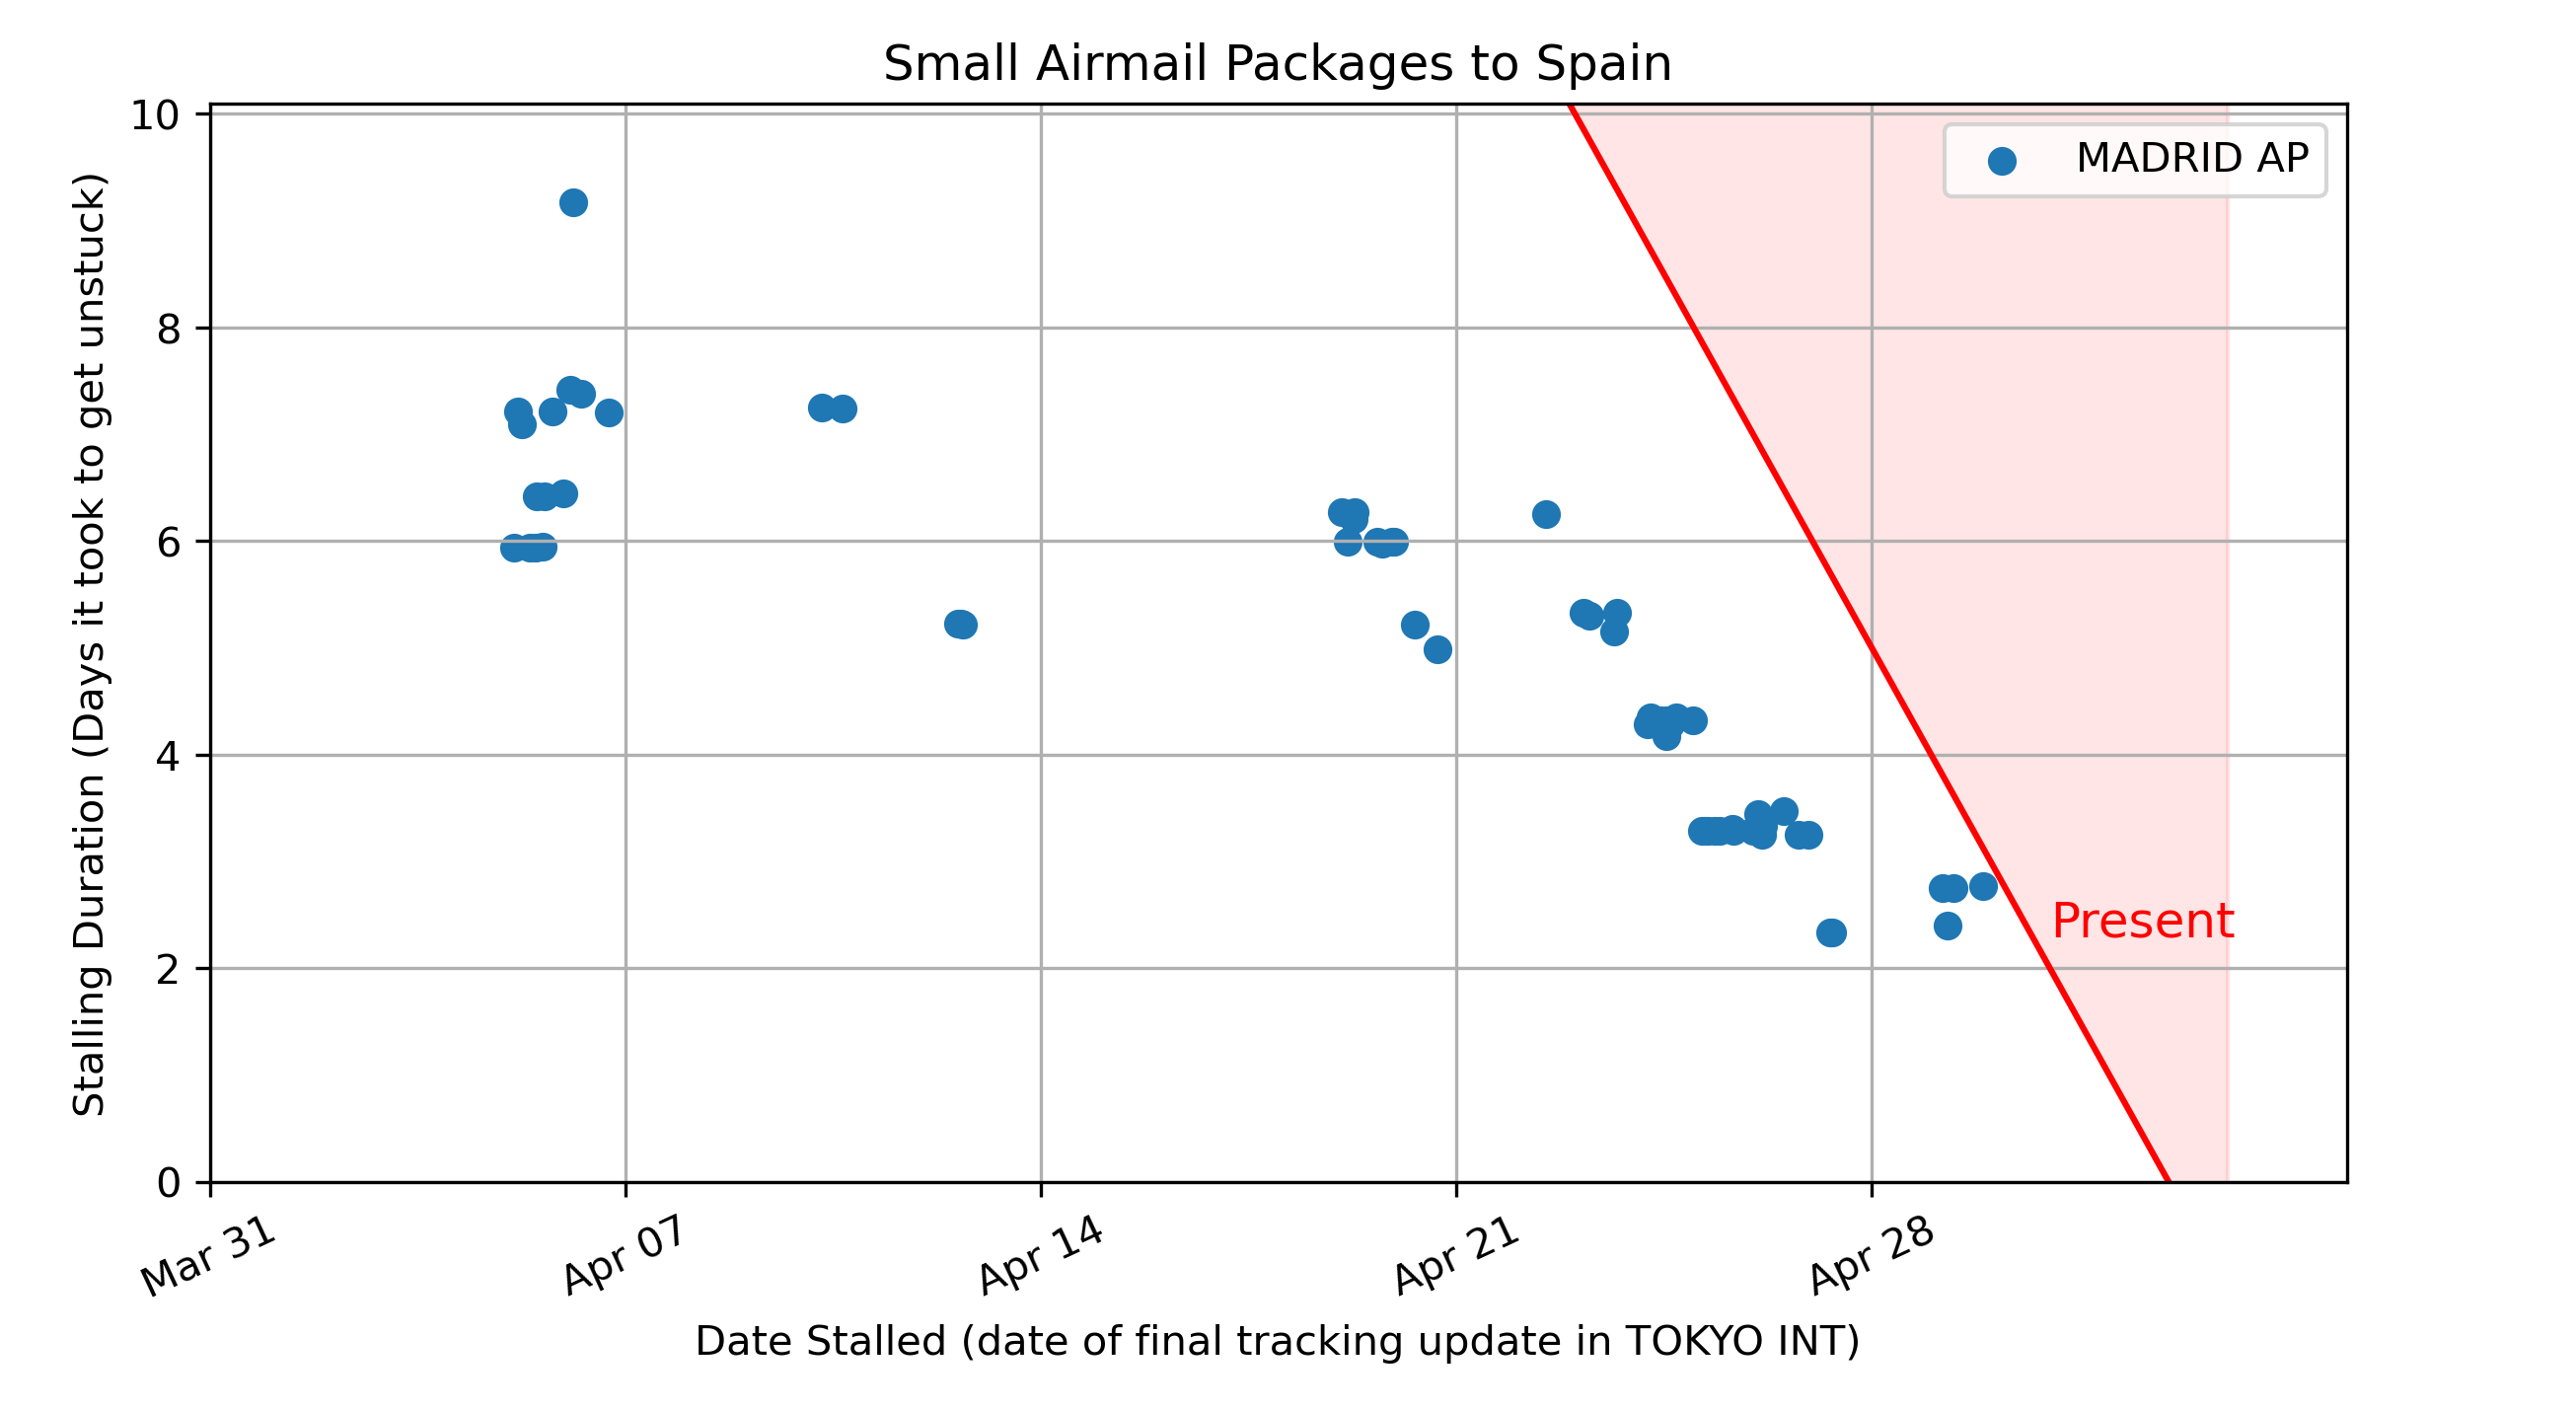 Small Airmail Packages to Spain
MADRID AP
Present
Stalling Duration (Days it took to get unstuck)
10
8
6
4
2
0
Mar 31
Apr 07
Apr 14
Apr 21
Apr 28
Date Stalled (date of final tracking update in TOKYO INT)